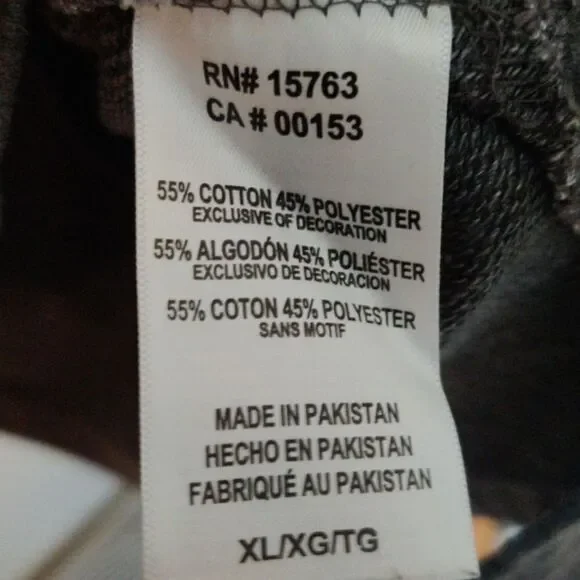 RN# 15763
CA # 00153
55% COTTON 45% POLYESTER
EXCLUSIVE OF DECORATION
55% ALGODÓN 45% POLIÉSTER
EXCLUSIVO DE DECORACION
55% COTON 45% POLYESTER
SANS MOTIF
MADE IN PAKISTAN
HECHO EN PAKISTAN
FABRIQUÉ AU PAKISTAN
XL/XG/TG